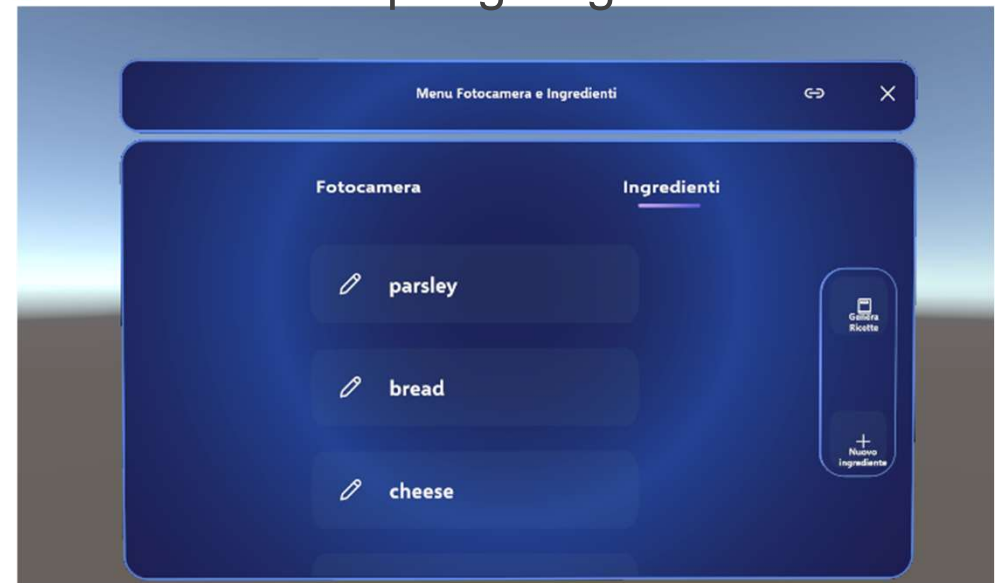 Menu Fotocamera e Ingredienti
Fotocamera
Ingredienti
parsley
bread
cheese
Genera
Ricette
Nuovo
ingrediente